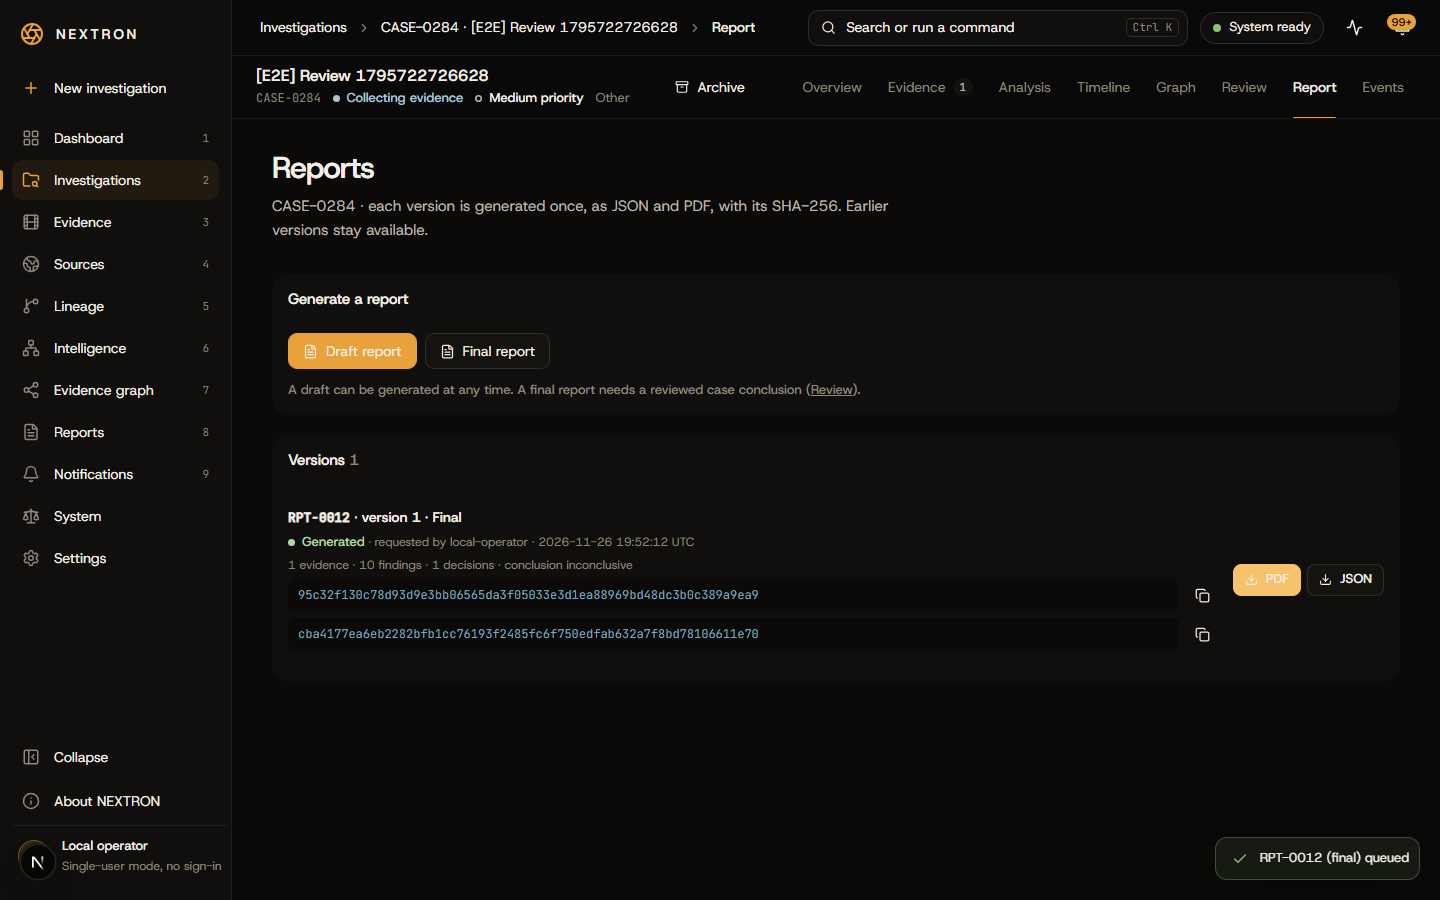 NEXTRON
New investigation
Dashboard 1
Investigations 2
Evidence 3
Sources 4
Lineage 5
Intelligence 6
Evidence graph 7
Reports 8
Notifications 9
System
Settings
Collapse
About NEXTRON
N
Local operator
Single-user mode, no sign-in
Investigations > CASE-0284 · [E2E] Review 1795722726628 > Report
Search or run a command Ctrl K
System ready
99+
[E2E] Review 1795722726628
CASE-0284 Collecting evidence Medium priority Other
Archive
Overview Evidence 1 Analysis Timeline Graph Review Report Events
Reports
CASE-0284 · each version is generated once, as JSON and PDF, with its SHA-256. Earlier
versions stay available.
Generate a report
Draft report Final report
A draft can be generated at any time. A final report needs a reviewed case conclusion (Review).
Versions 1
RPT-0012 · version 1 · Final
Generated · requested by local-operator · 2026-11-26 19:52:12 UTC
1 evidence · 10 findings · 1 decisions · conclusion inconclusive
95c32f130c78d93d9e3bb06565da3f05033e3d1ea88969bd48dc3b0c389a9ea9
cba4177ea6eb2282bfb1cc76193f2485fc6f750edfab632a7f8bd78106611e70
PDF JSON
RPT-0012 (final) queued